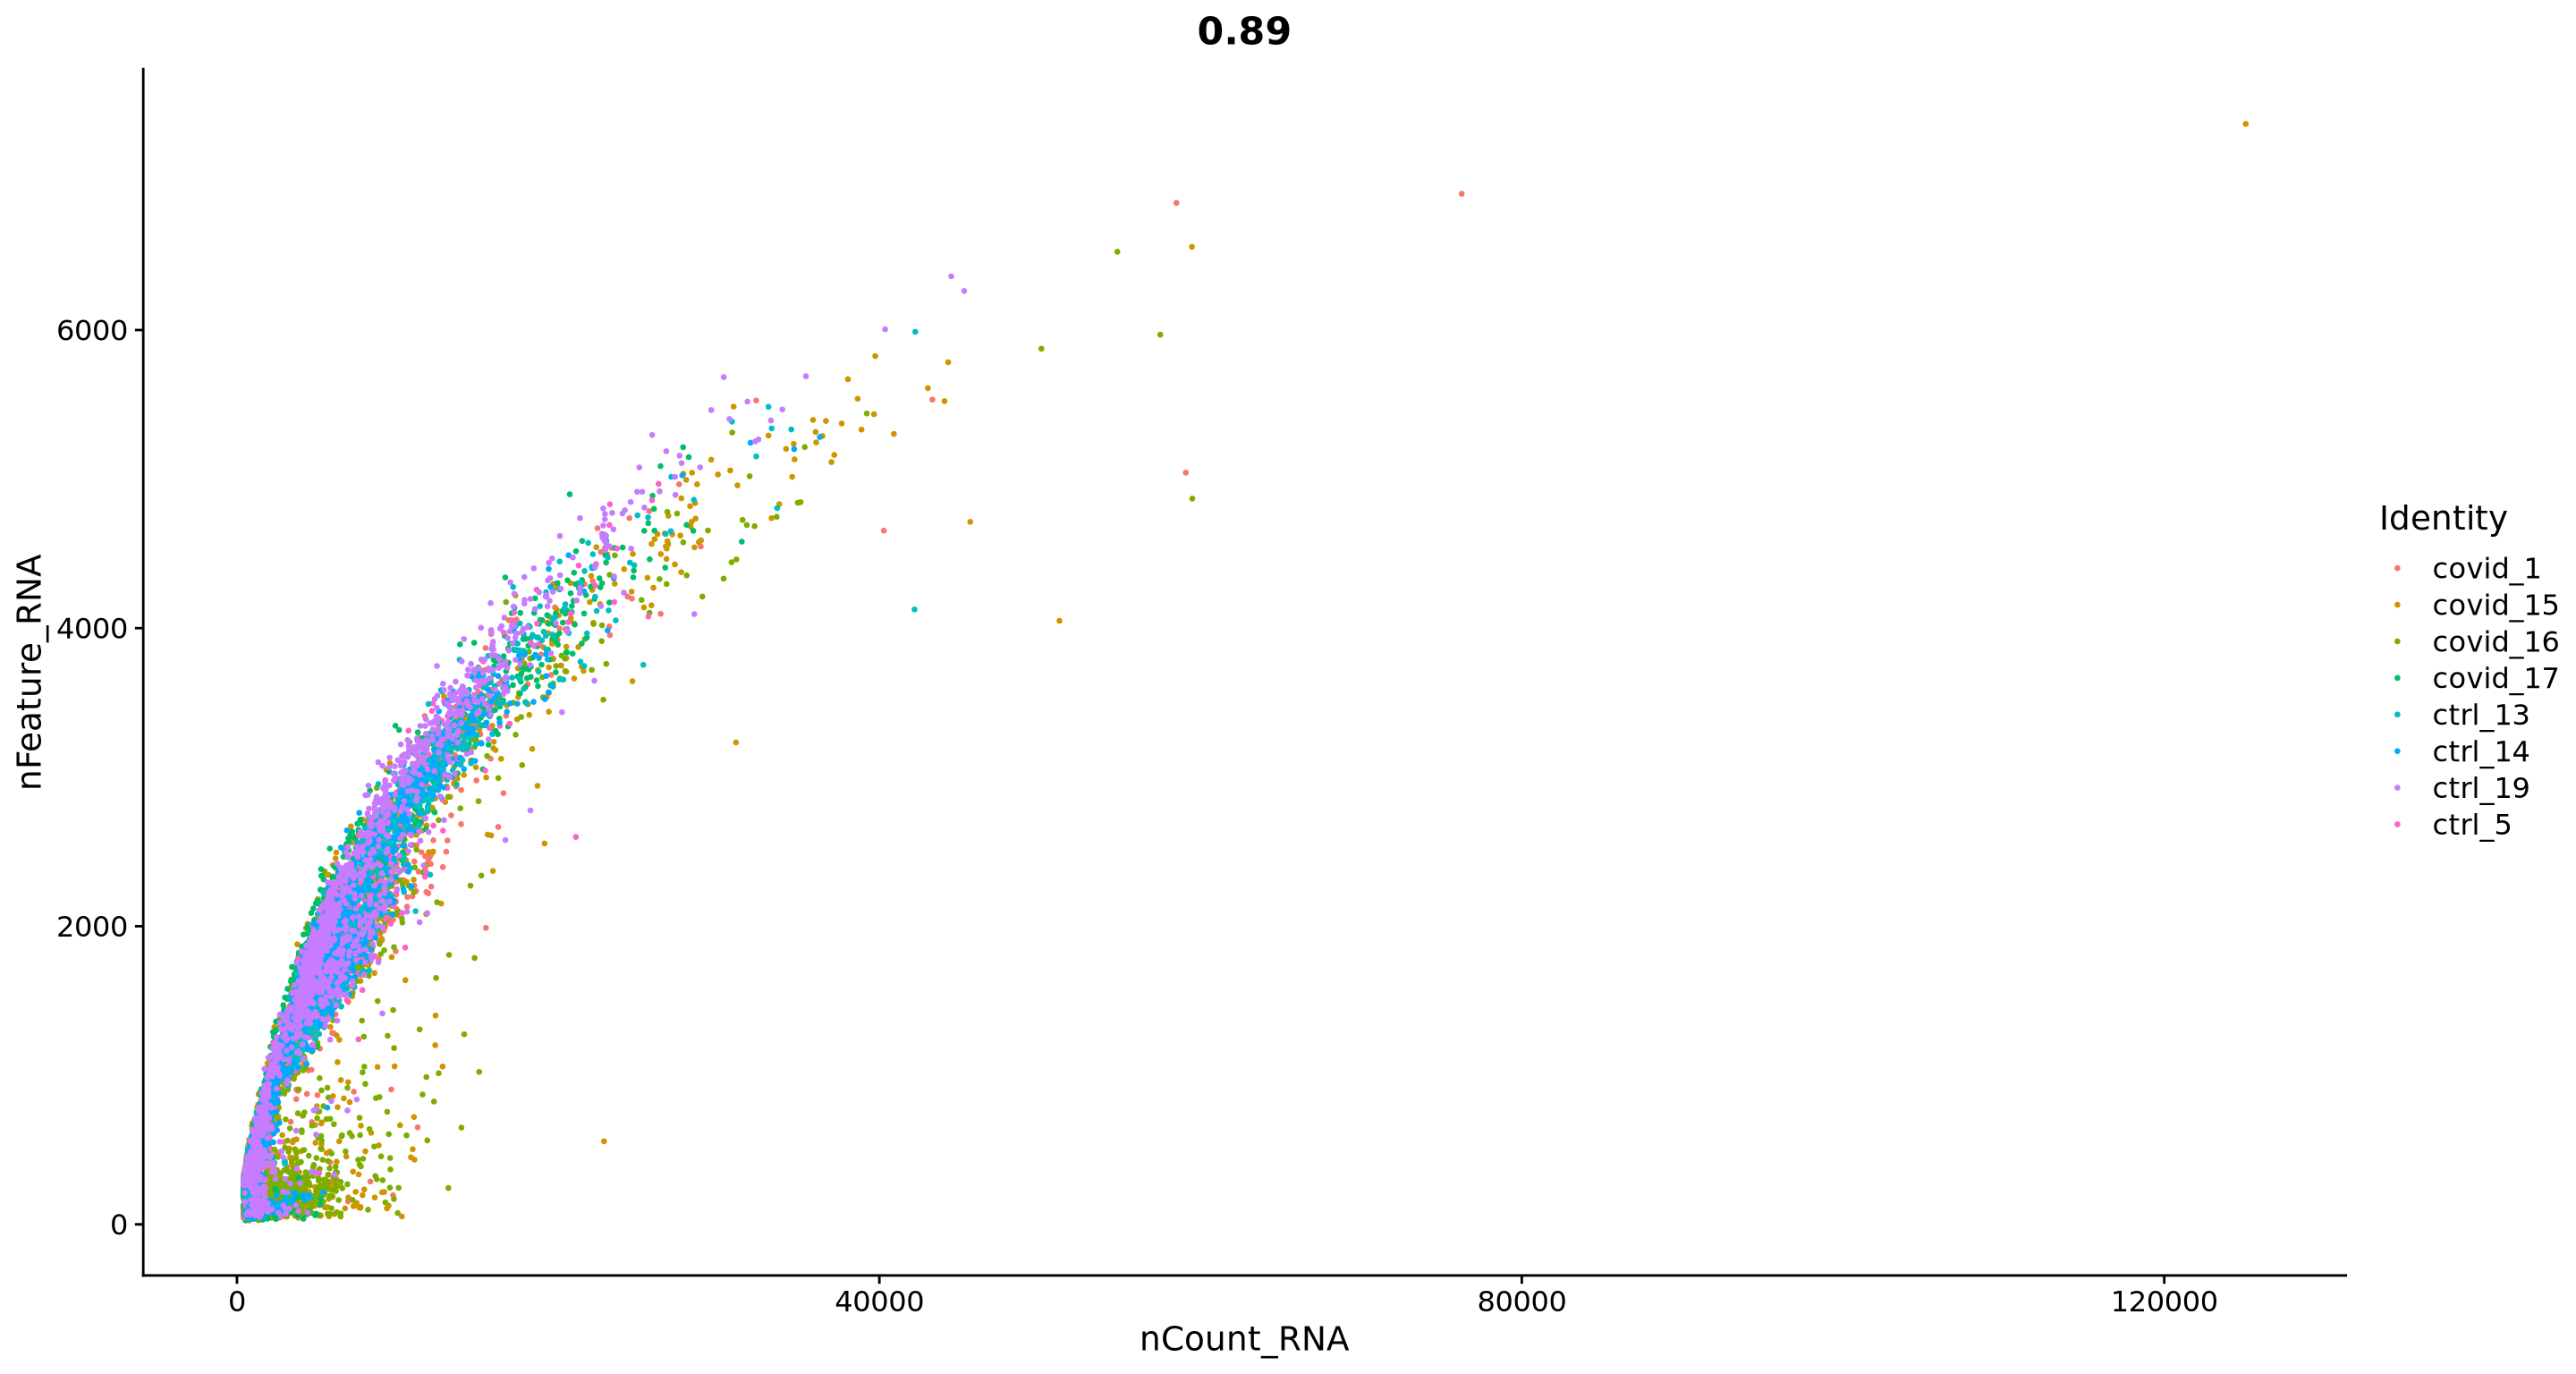 0.89
nFeature_RNA
6000
4000
2000
0
0
40000
80000
120000
nCount_RNA
Identity
covid_1
covid_15
covid_16
covid_17
ctrl_13
ctrl_14
ctrl_19
ctrl_5